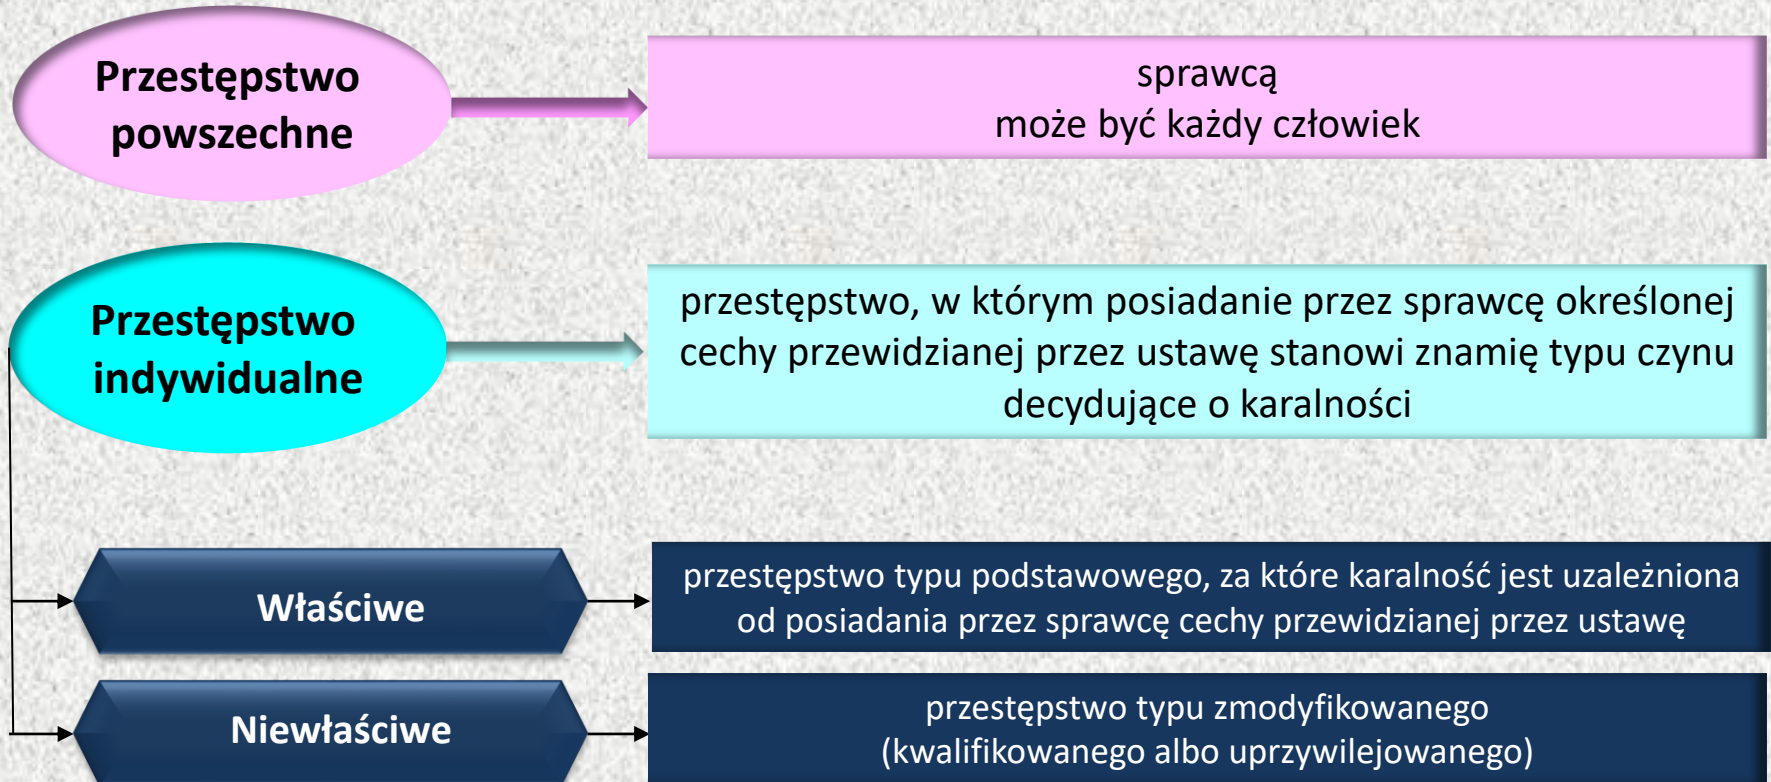 Przestępstwo
powszechne
sprawcą
może być każdy człowiek
Przestępstwo
indywidualne
przestępstwo, w którym posiadanie przez sprawcę określonej
cechy przewidzianej przez ustawę stanowi znamię typu czynu
decydujące o karalności
Właściwe
przestępstwo typu podstawowego, za które karalność jest uzależniona
od posiadania przez sprawcę cechy przewidzianej przez ustawę
Niewłaściwe
przestępstwo typu zmodyfikowanego
(kwalifikowanego albo uprzywilejowanego)